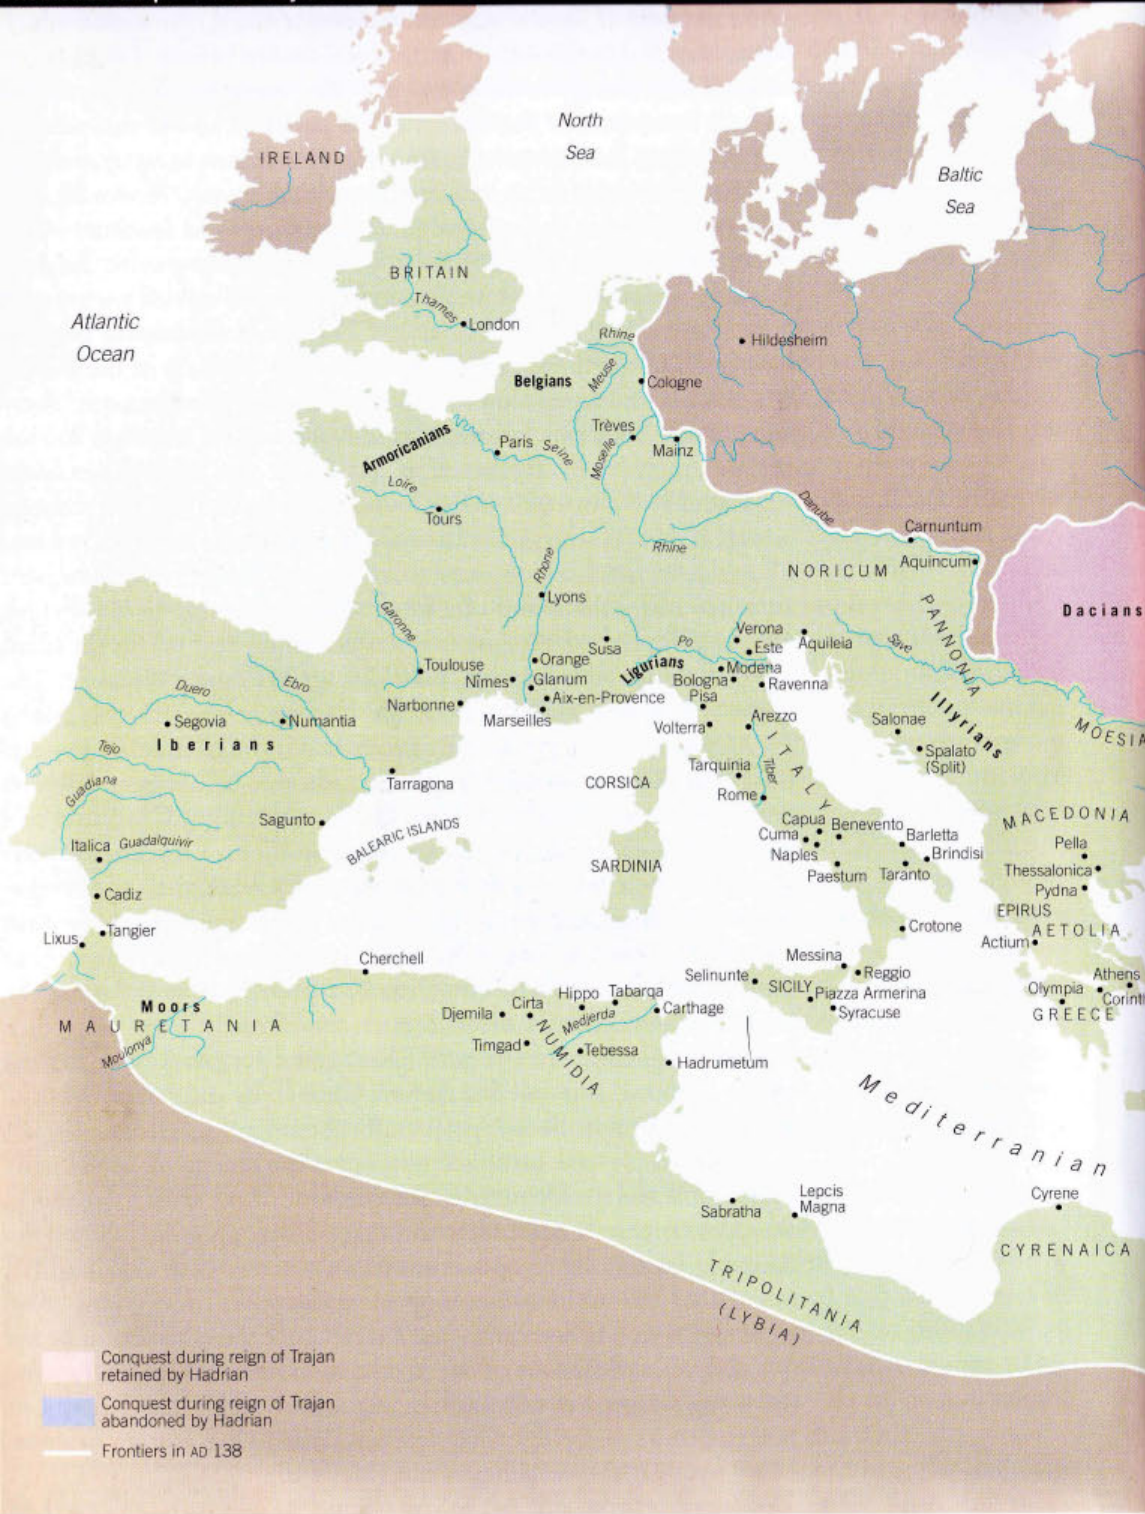 North
Sea
IRELAND
Baltic
Sea
BRITAIN
Thames
London
Atlantic
Ocean
Rhine
Hildesheim
Belgians
Meuse
Cologne
Armoricanians
Trèves
Paris
Seine
Moselle
Mainz
Loire
Tours
Danube
Carnuntum
Rhine
Rhone
NORICUM
Aquincum
Lyons
PANNONIA
Dacians
Garonne
Verona
Susa
Po
Este
Aquileia
Save
Toulouse
Orange
Ligurians
Modena
Nîmes
Glanum
Bologna
Ravenna
Duero
Ebro
Narbonne
Aix-en-Provence
Pisa
Illyrians
Segovia
Numantia
Marseilles
Volterra
Arezzo
Salonae
MOESIA
Iberians
ITALY
Spalato
(Split)
Tejo
Tarquinia
Tiber
Guadiana
Tarragona
CORSICA
Rome
Sagunto
BALEARIC ISLANDS
Capua
Benevento
MACEDONIA
Italica
Guadalquivir
Cuma
Barletta
Pella
Naples
Brindisi
SARDINIA
Paestum
Taranto
Thessalonica
Cadiz
Pydna
EPIRUS
Lixus
Tangier
Crotone
AETOLIA
Actium
Cherchell
Messina
Selinunte
Reggio
Athens
SICILY
Piazza Armerina
Olympia
Corint
Moors
Hippo
Tabarqa
Cirta
Djemila
Carthage
Syracuse
GREECE
MAURETANIA
Medjerda
Moulonya
Timgad
NUMIDIA
Tebessa
Hadrumetum
Mediterranian
Lepcis
Magna
Sabratha
Cyrene
CYRENAICA
TRIPOLITANIA
(LYBIA)
Conquest during reign of Trajan
retained by Hadrian
Conquest during reign of Trajan
abandoned by Hadrian
Frontiers in AD 138